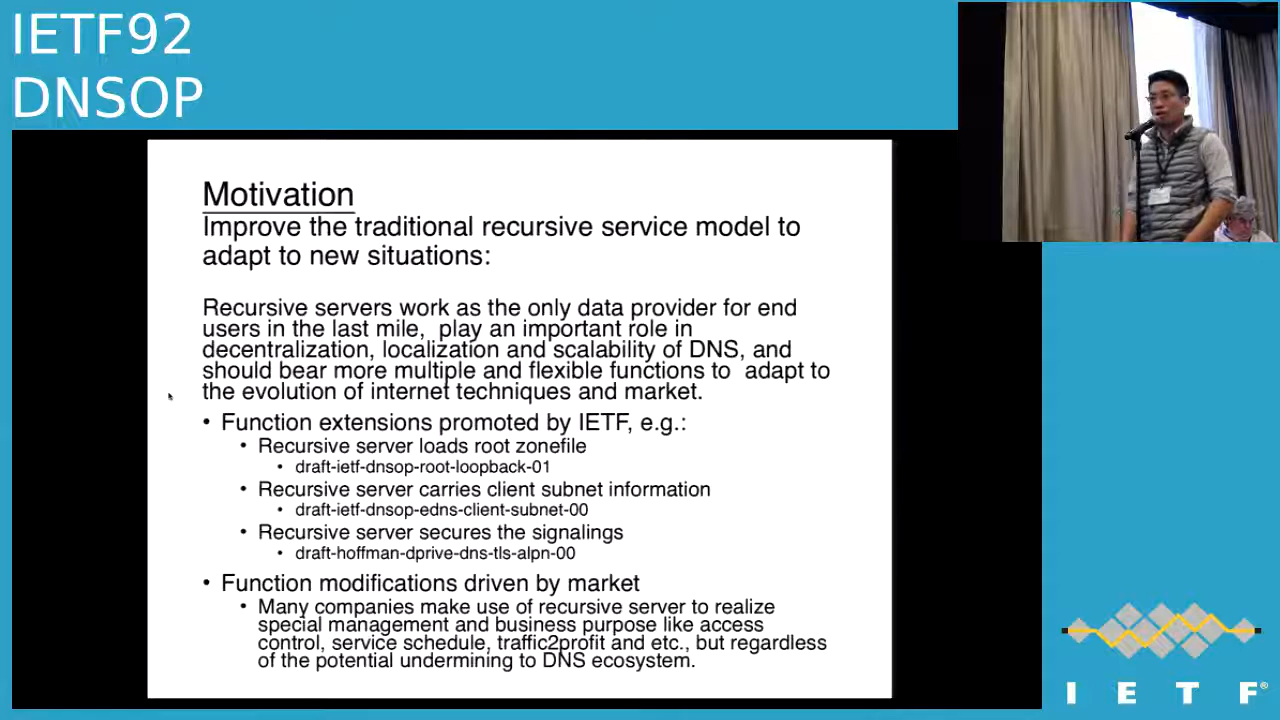 IETF92
DNSOP
Motivation
Improve the traditional recursive service model to
adapt to new situations:
Recursive servers work as the only data provider for end
users in the last mile, play an important role in
decentralization, localization and scalability of DNS, and
should bear more multiple and flexible functions to adapt to
the evolution of internet techniques and market.
• Function extensions promoted by IETF, e.g.:
• Recursive server loads root zonefile
• draft-ietf-dnsop-root-loopback-01
• Recursive server carries client subnet information
• draft-ietf-dnsop-edns-client-subnet-00
• Recursive server secures the signalings
• draft-hoffman-dprive-dns-tls-alpn-00
• Function modifications driven by market
• Many companies make use of recursive server to realize
special management and business purpose like access
control, service schedule, traffic2profit and etc., but regardless
of the potential undermining to DNS ecosystem.
I E T F®